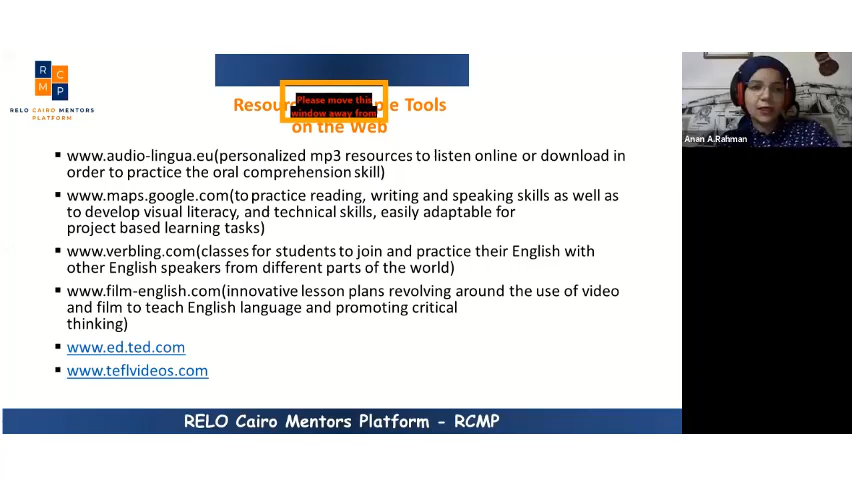 R C
M P
RELO CAIRO MENTORS
PLATFORM
Please move this
window away from
Resour le Tools
on the Web
▪ www.audio-lingua.eu(personalized mp3 resources to listen online or download in
order to practice the oral comprehension skill)
▪ www.maps.google.com(to practice reading, writing and speaking skills as well as
to develop visual literacy, and technical skills, easily adaptable for
project based learning tasks)
▪ www.verbling.com(classes for students to join and practice their English with
other English speakers from different parts of the world)
▪ www.film-english.com(innovative lesson plans revolving around the use of video
and film to teach English language and promoting critical
thinking)
▪ www.ed.ted.com
▪ www.teflvideos.com
RELO Cairo Mentors Platform - RCMP
Anan A.Rahman